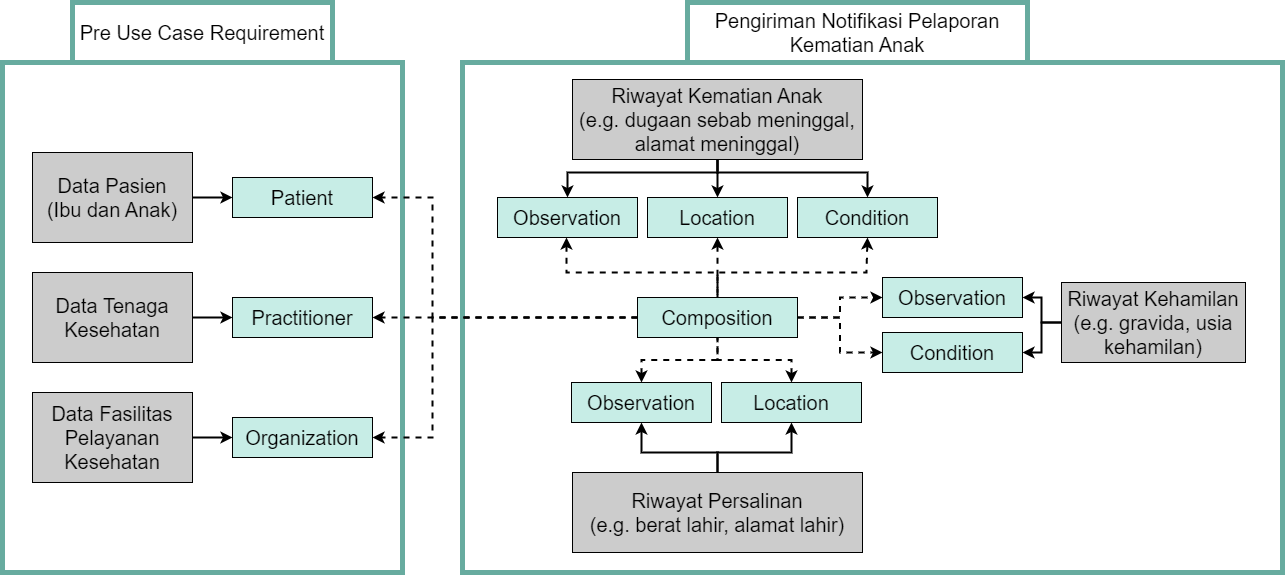 Pre Use Case Requirement
Data Pasien
(Ibu dan Anak)
Patient
Data Tenaga
Kesehatan
Practitioner
Data Fasilitas
Pelayanan
Kesehatan
Organization
Pengiriman Notifikasi Pelaporan
Kematian Anak
Riwayat Kematian Anak
(e.g. dugaan sebab meninggal,
alamat meninggal)
Observation
Location
Condition
Composition
Observation
Condition
Riwayat Kehamilan
(e.g. gravida, usia
kehamilan)
Observation
Location
Riwayat Persalinan
(e.g. berat lahir, alamat lahir)